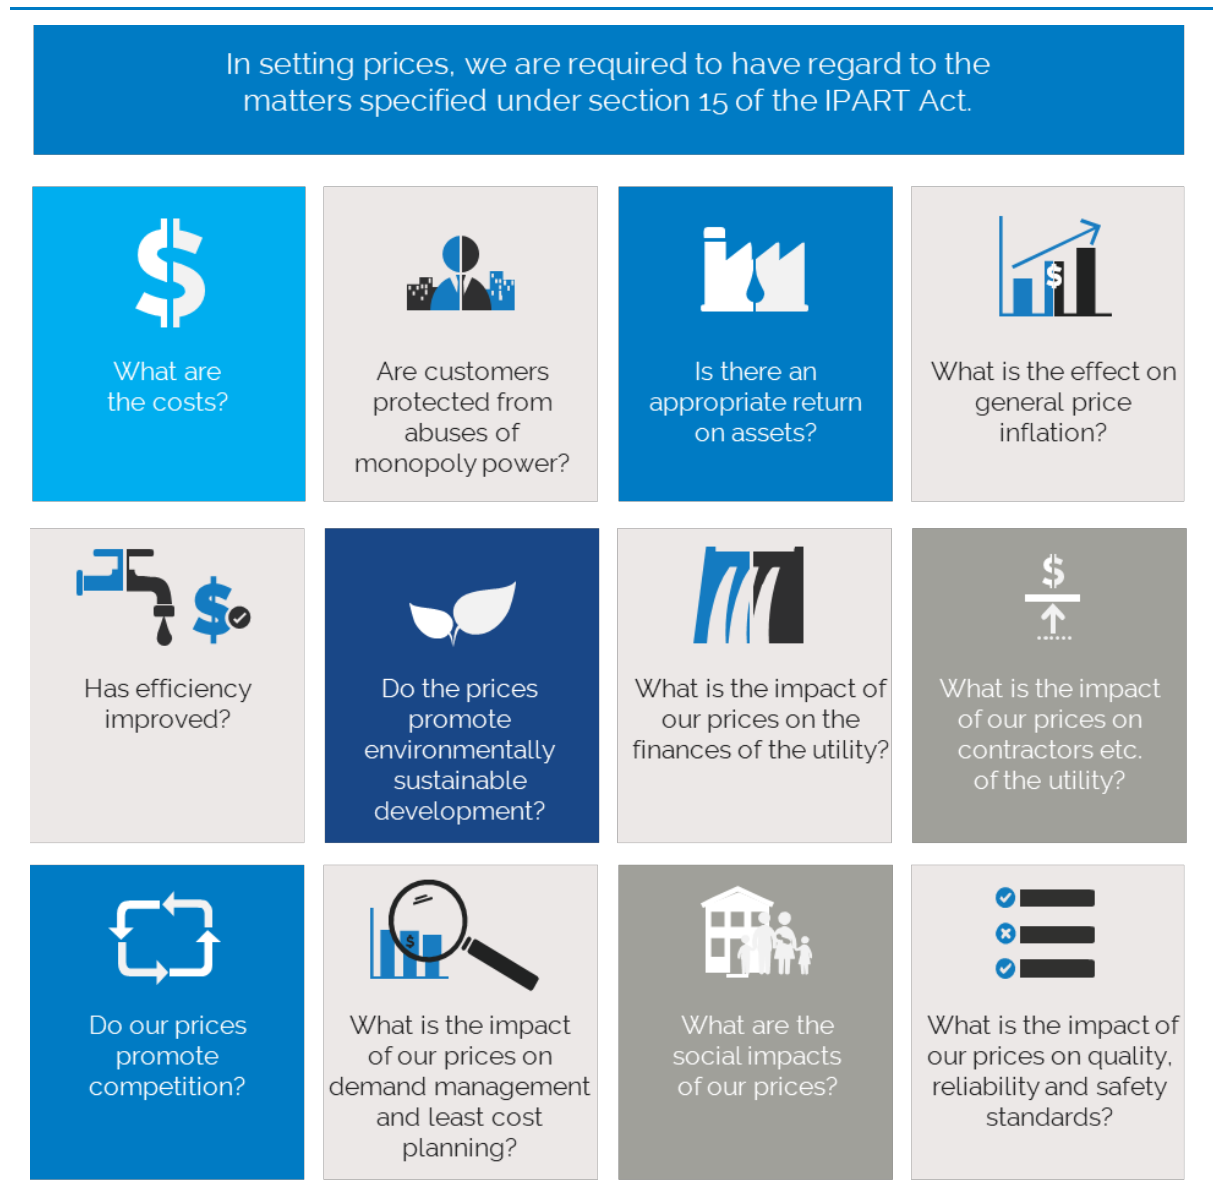 In setting prices, we are required to have regard to the
matters specified under section 15 of the IPART Act.
$
What are
the costs?
Are customers
protected from
abuses of
monopoly power?
Is there an
appropriate return
on assets?
$
What is the effect on
general price
inflation?
$
Has efficiency
improved?
Do the prices
promote
environmentally
sustainable
development?
What is the impact of
our prices on the
finances of the utility?
$
What is the impact
of our prices on
contractors etc.
of the utility?
Do our prices
promote
competition?
$
What is the impact
of our prices on
demand management
and least cost
planning?
What are the
social impacts
of our prices?
What is the impact of
our prices on quality,
reliability and safety
standards?